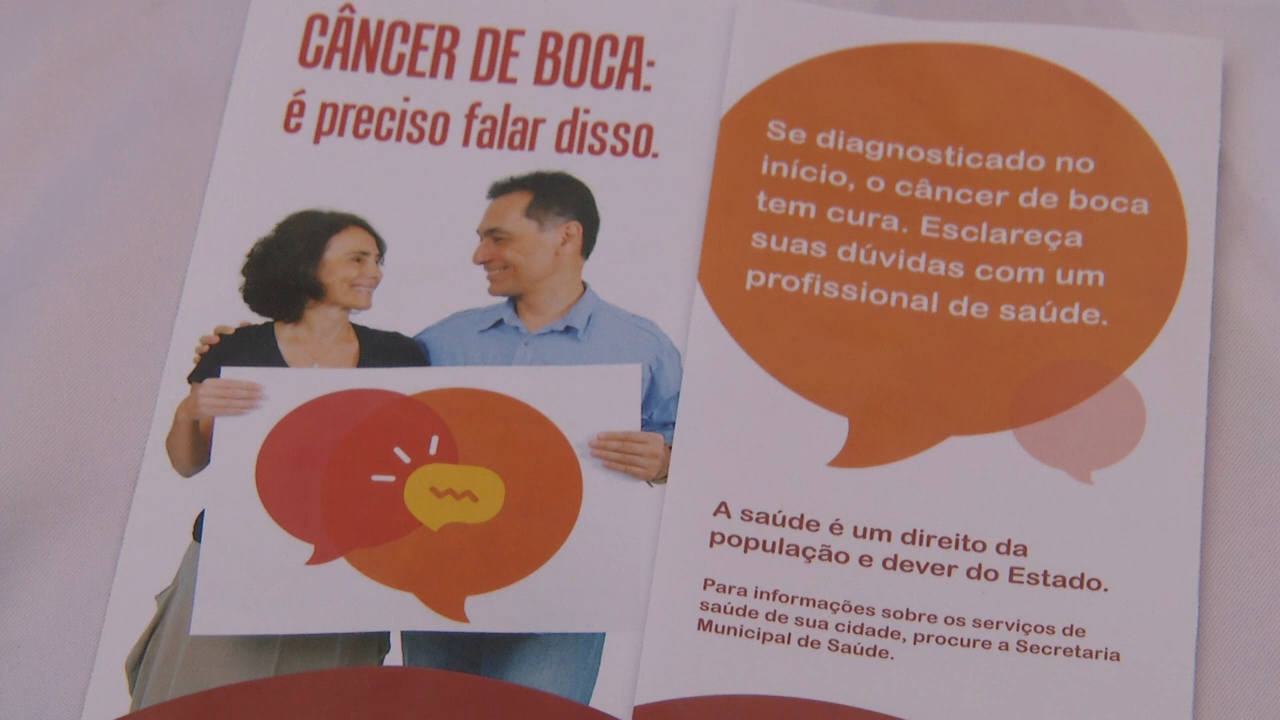 CÂNCER DE BOCA:
é preciso falar disso.
Se diagnosticado no
início, o câncer de boca
tem cura. Esclareça
suas dúvidas com um
profissional de saúde.
A saúde é um direito da
população e dever do Estado.
Para informações sobre os serviços de
saúde de sua cidade, procure a Secretaria
Municipal de Saúde.